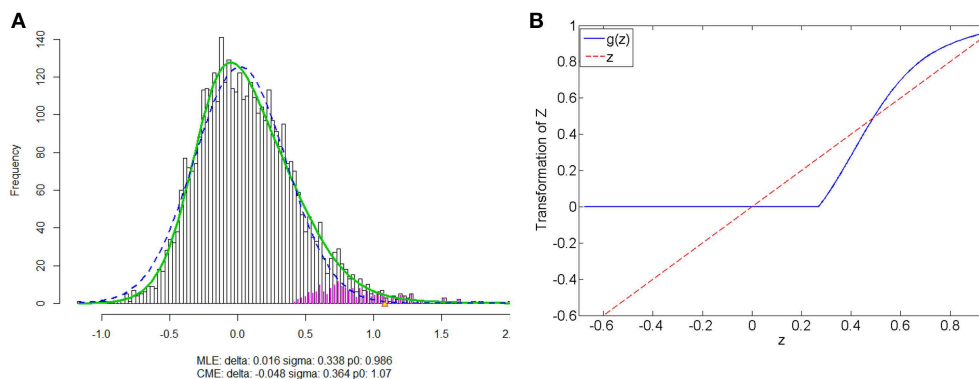 A
Frequency
140
120
100
80
60
40
20
0
-1.0 -0.5 0.0 0.5 1.0 1.5 2.
MLE: delta: 0.016 sigma: 0.338 p0: 0.986
CME: delta: -0.048 sigma: 0.364 p0: 1.07
B
g(z)
z
Transformation of Z
1
0.8
0.6
0.4
0.2
0
-0.2
-0.4
-0.6
-0.6 -0.4 -0.2 0 0.2 0.4 0.6 0.8
z